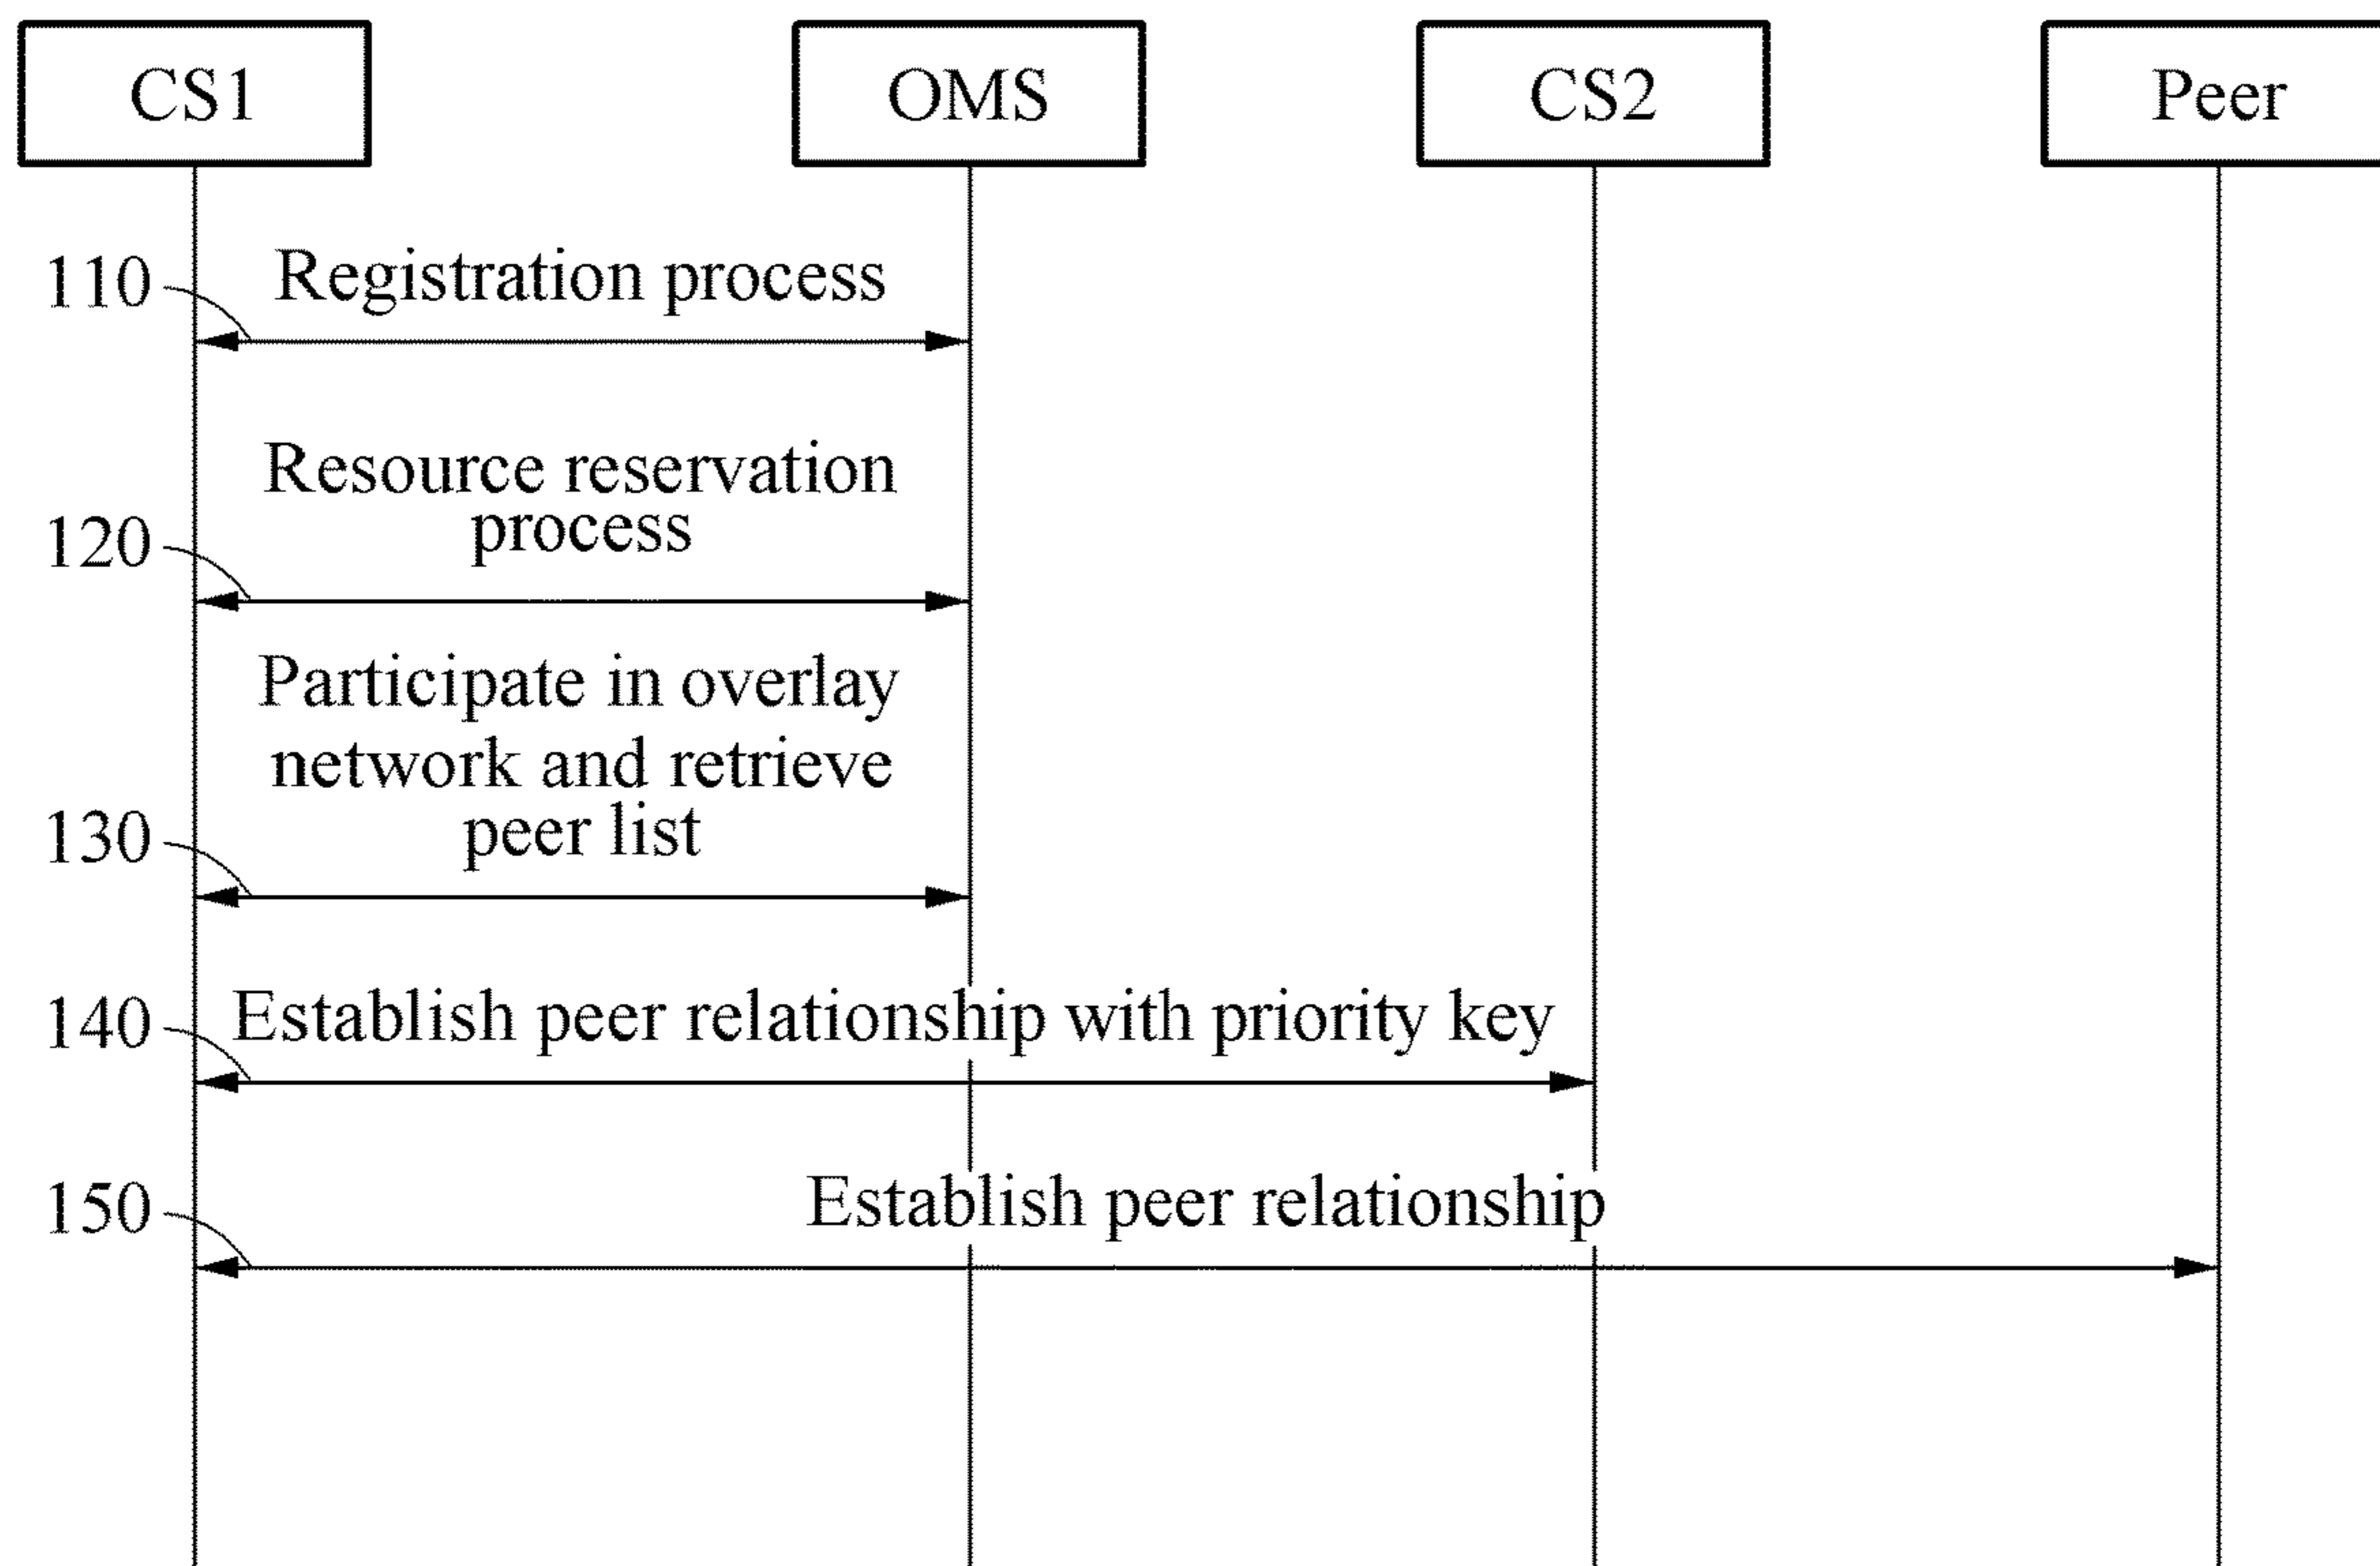 CS1
OMS
CS2
Peer
110
Registration process
Resource reservation
process
120
Participate in overlay
network and retrieve
peer list
130
140
Establish peer relationship with priority key
150
Establish peer relationship